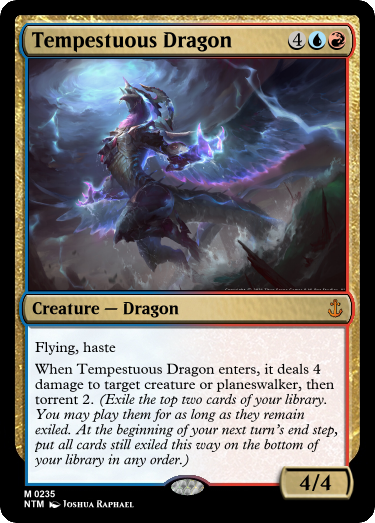 Tempestuous Dragon 4
Creature — Dragon
Flying, haste
When Tempestuous Dragon enters, it deals 4
damage to target creature or planeswalker, then
torrent 2. (Exile the top two cards of your library.
You may play them for as long as they remain
exiled. At the beginning of your next turn's end step,
put all cards still exiled this way on the bottom of
your library in any order.)
4/4
M 0235
NTM Joshua Raphael